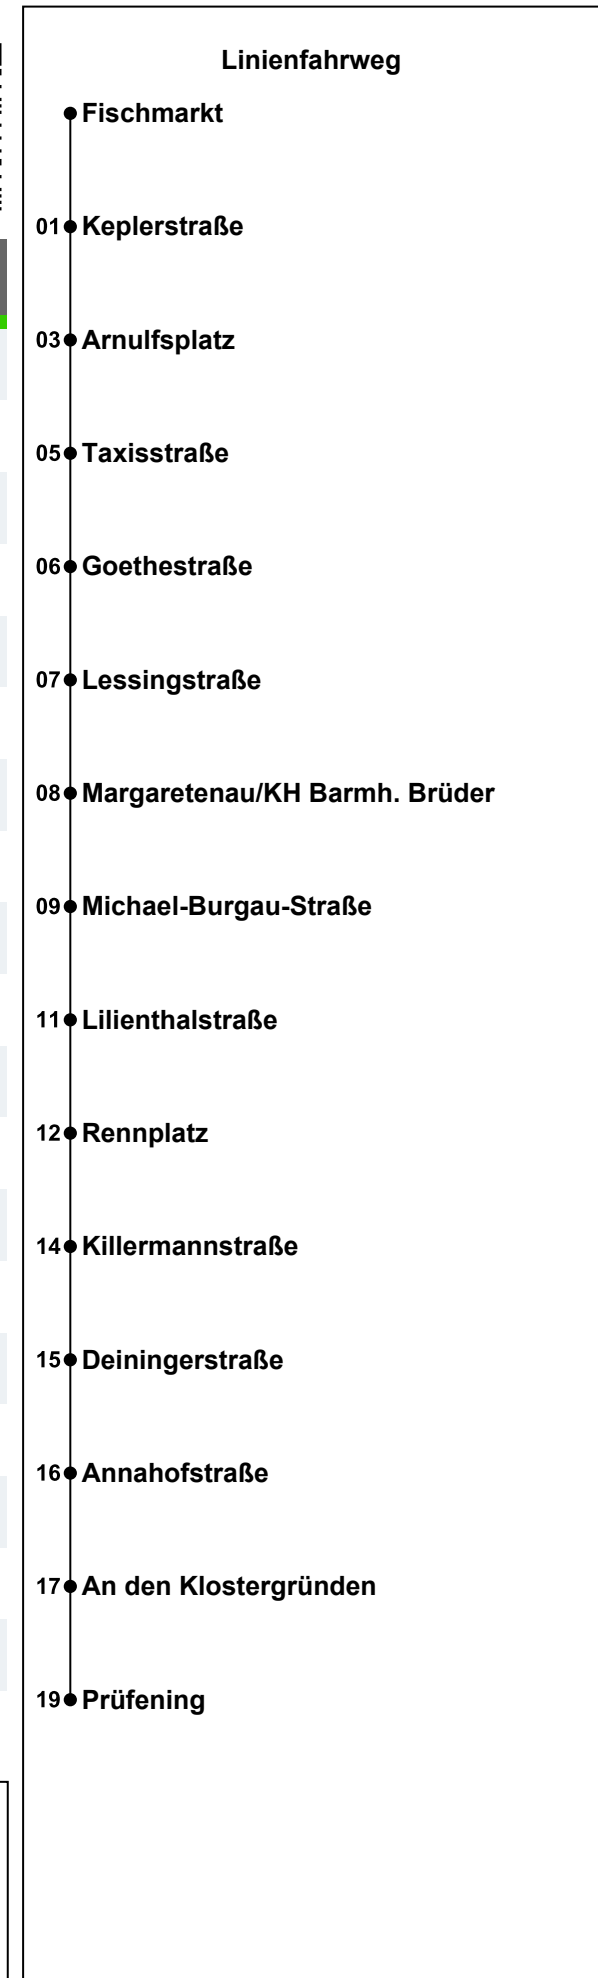 Linienfahrweg
Fischmarkt
01 Keplerstraße
03 Arnulfsplatz
05 Taxisstraße
06 Goethestraße
07 Lessingstraße
08 Margaretenau/KH Barmh. Brüder
09 Michael-Burgau-Straße
11 Lilienthalstraße
12 Rennplatz
14 Killermannstraße
15 Deiningerstraße
16 Annahofstraße
17 An den Klostergründen
19 Prüfening